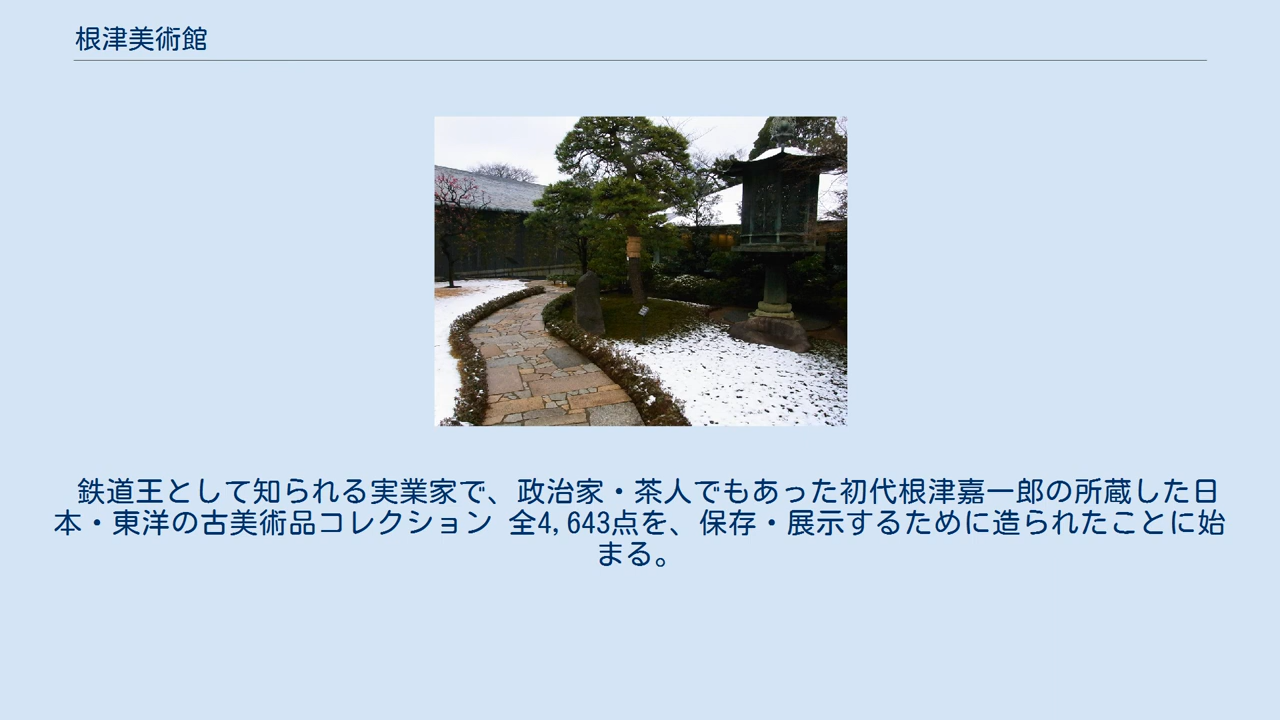 根津美術館
鉄道王として知られる実業家で、政治家・茶人でもあった初代根津嘉一郎の所蔵した日
本・東洋の古美術品コレクション 全4,643点を、保存・展示するために造られたことに始
まる。